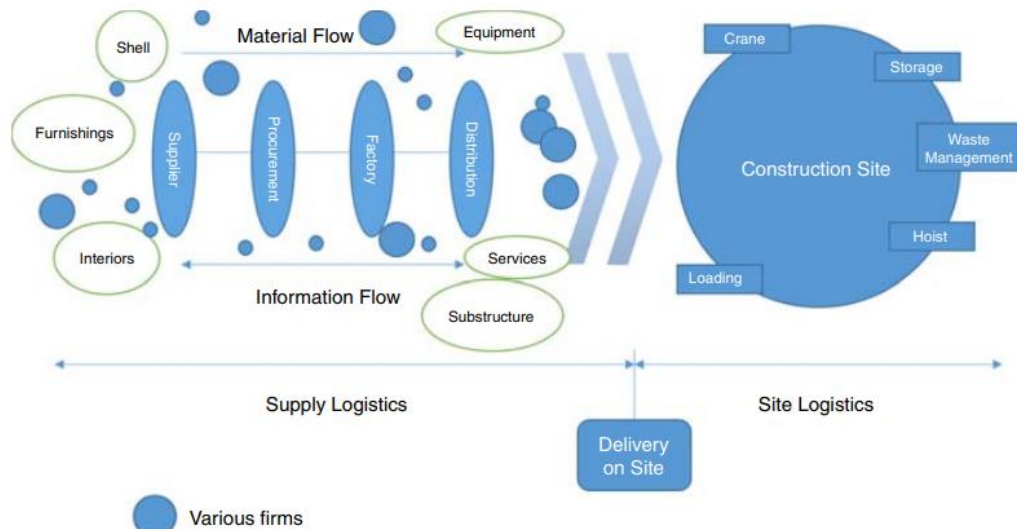 Shell
Material Flow
Equipment
Furnishings
Supplier
Procurement
Factory
Distribution
Interiors
Information Flow
Services
Substructure
Crane
Storage
Waste
Management
Construction Site
Hoist
Loading
Supply Logistics
Site Logistics
Delivery
on Site
Various firms